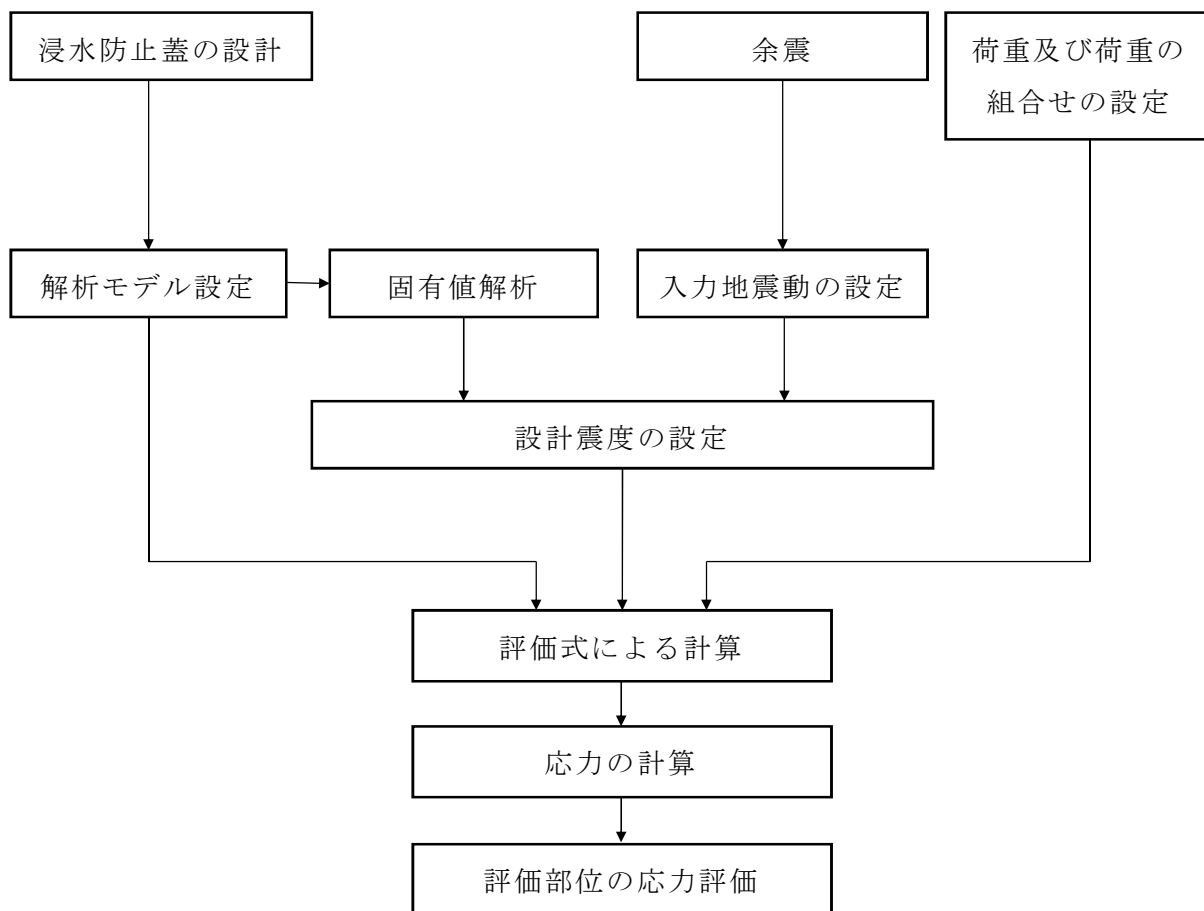 浸水防止蓋の設計
余震
荷重及び荷重の
組合せの設定
解析モデル設定
固有値解析
入力地震動の設定
設計震度の設定
評価式による計算
応力の計算
評価部位の応力評価